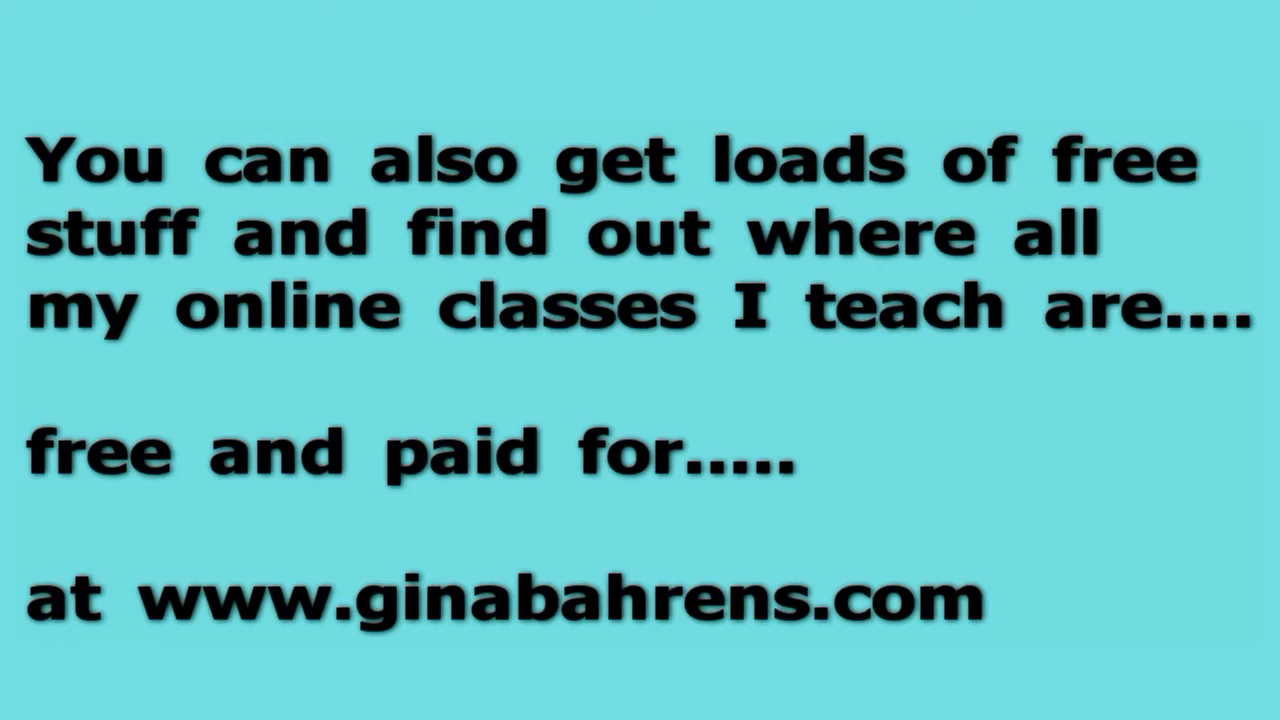 You can also get loads of free
stuff and find out where all
my online classes I teach are....
free and paid for.....
at www.ginabahrens.com